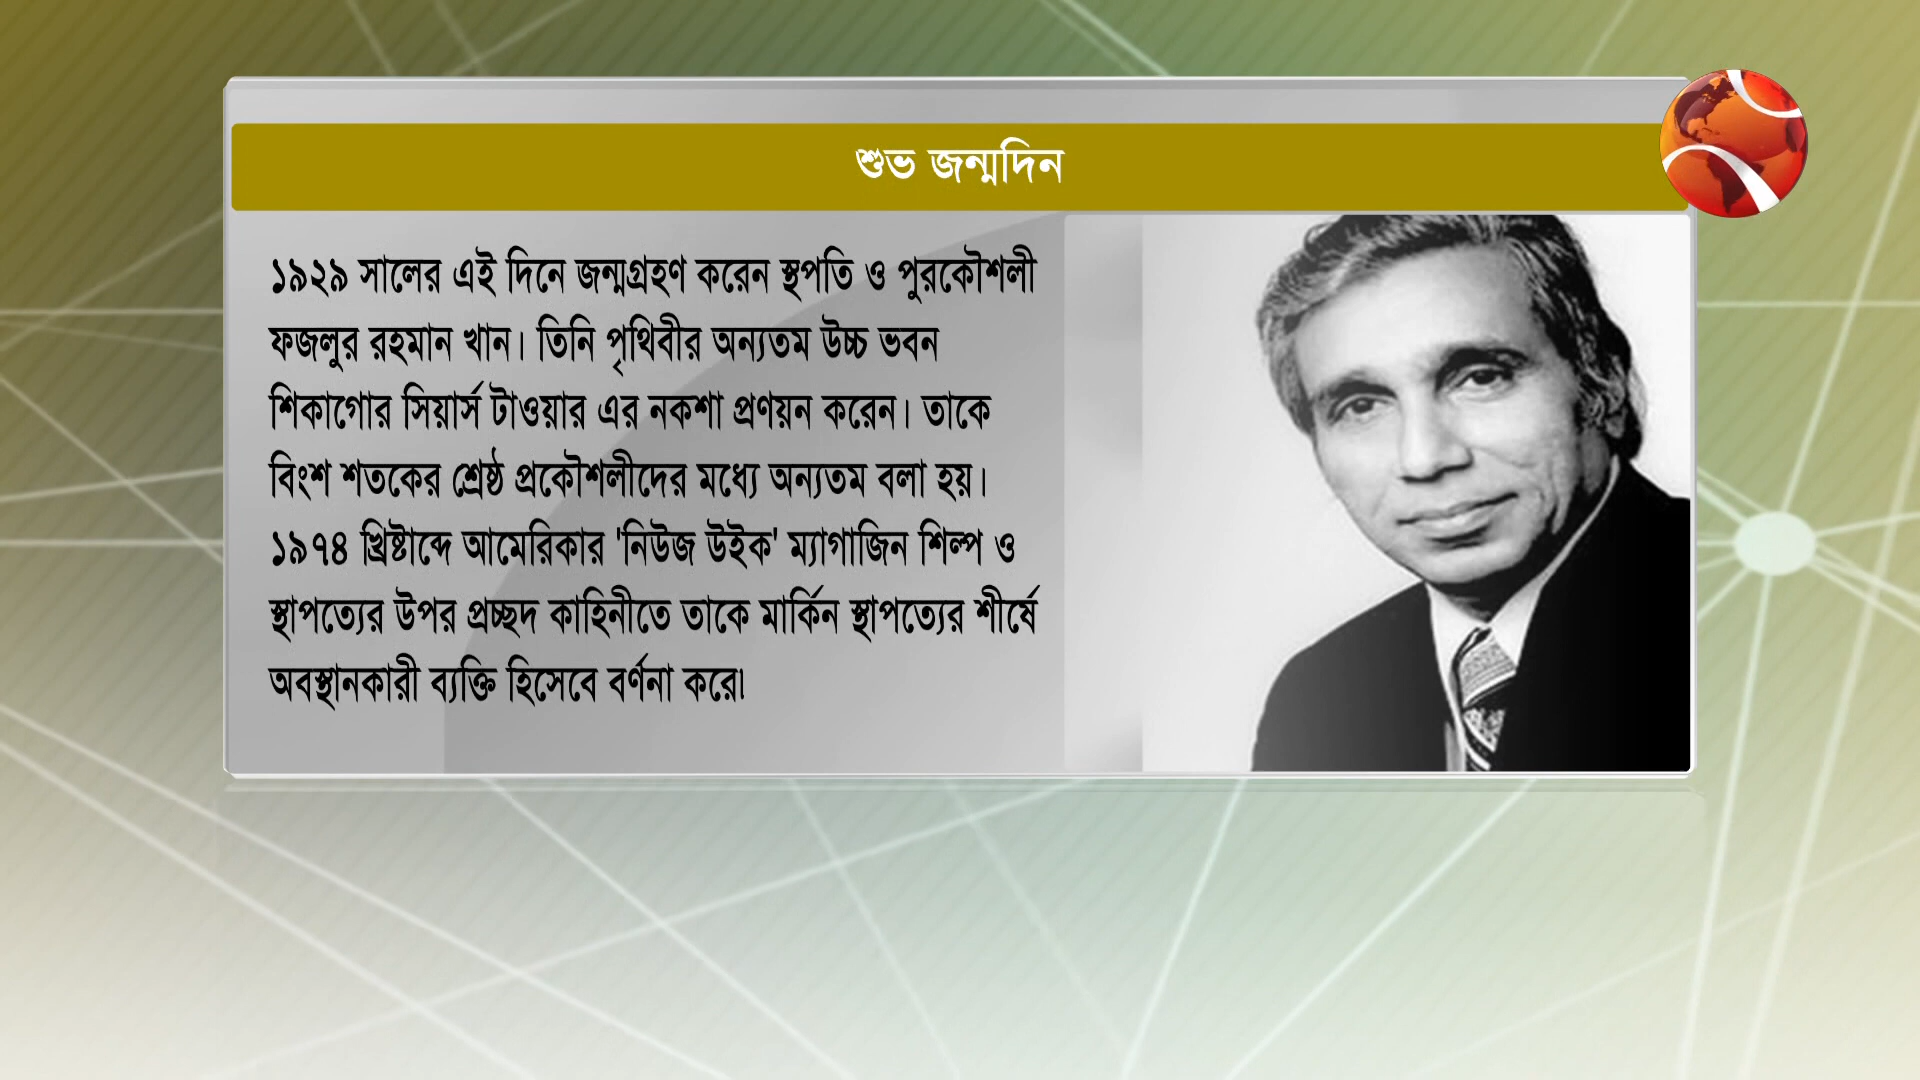 শুভ জন্মদিন
১৯২৯ সালের এই দিনে জন্মগ্রহণ করেন স্থপতি ও পুরকৌশলী
ফজলুর রহমান খান। তিনি পৃথিবীর অন্যতম উচ্চ ভবন
শিকাগোর সিয়ার্স টাওয়ার এর নকশা প্রণয়ন করেন। তাকে
বিংশ শতকের শ্রেষ্ঠ প্রকৌশলীদের মধ্যে অন্যতম বলা হয়।
১৯৭৪ খ্রিষ্টাব্দে আমেরিকার 'নিউজ উইক' ম্যাগাজিন শিল্প ও
স্থাপত্যের উপর প্রচ্ছদ কাহিনীতে তাকে মার্কিন স্থাপত্যের শীর্ষে
অবস্থানকারী ব্যক্তি হিসেবে বর্ণনা করে৷